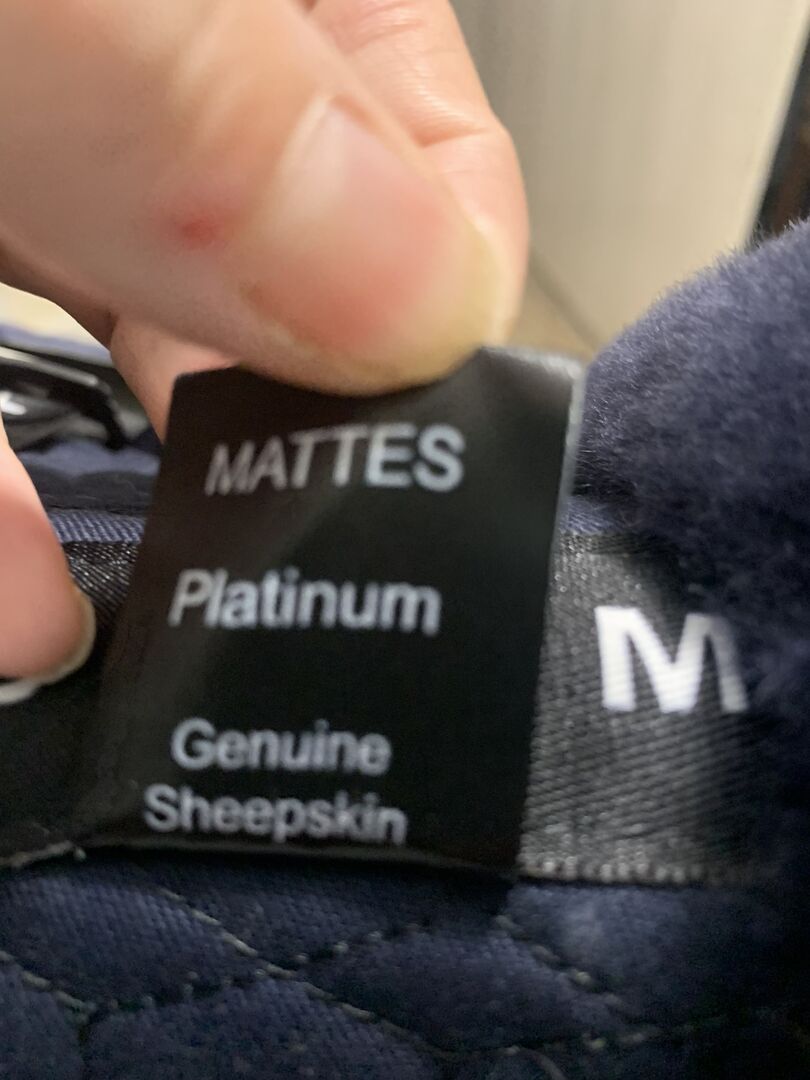 MATTES
Platinum
Genuine
Sheepskin
M